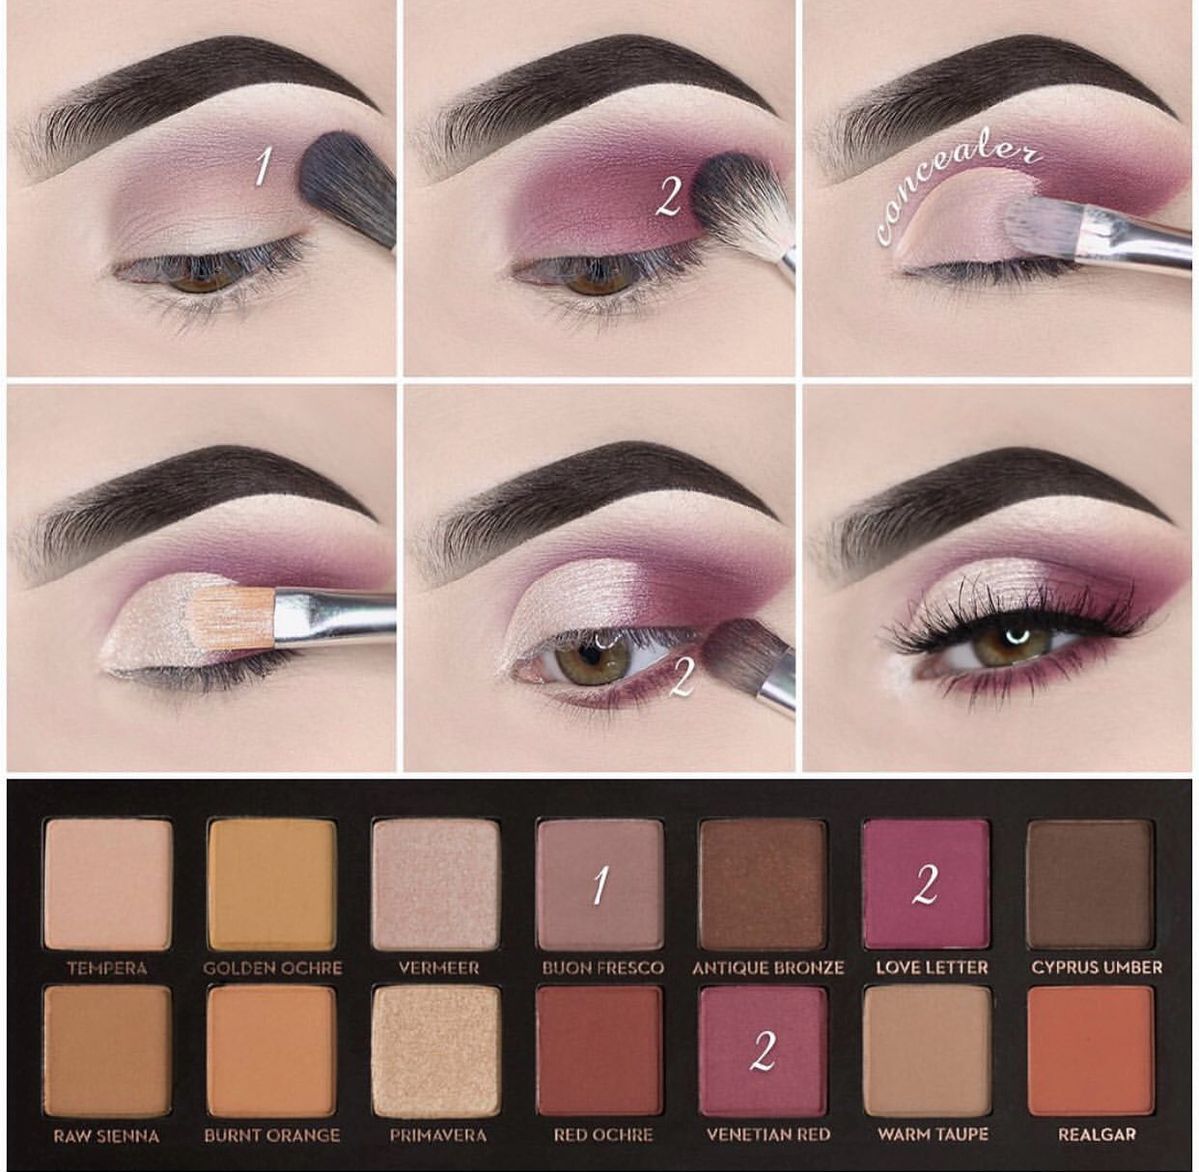 1
2
concealer
2
1
2
TEMPERA GOLDEN OCHRE VERMEER BUON FRESCO ANTIQUE BRONZE LOVE LETTER CYPRUS UMBER
2
RAW SIENNA BURNT ORANGE PRIMAVERA RED OCHRE VENETIAN RED WARM TAUPE REALGAR